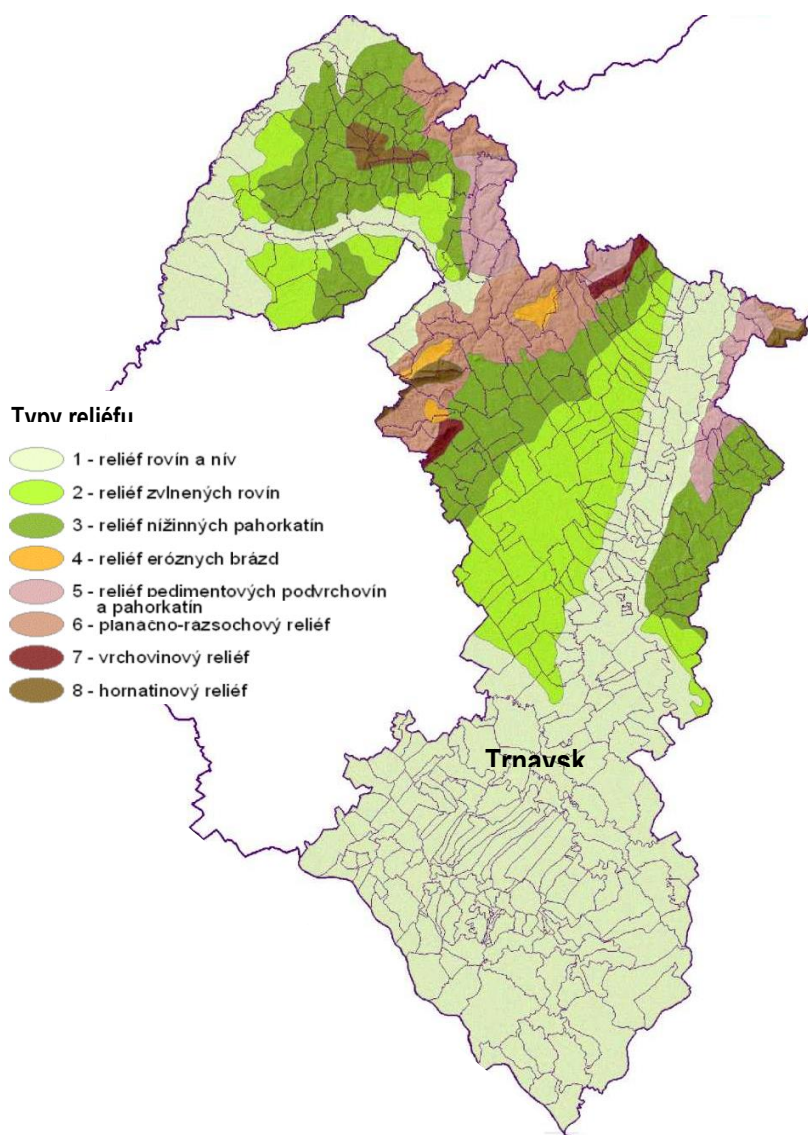 Typy reliéfu
1 - reliéf rovín a nív
2 - reliéf zvlnených rovín
3 - reliéf nížinných pahorkatín
4 - reliéf eróznych brázd
5 - reliéf pedimentových podvrchovín
a pahorkatín
6 - planačno-rázsochový reliéf
7 - vrchovinový reliéf
8 - hornatinový reliéf
Trnavsk